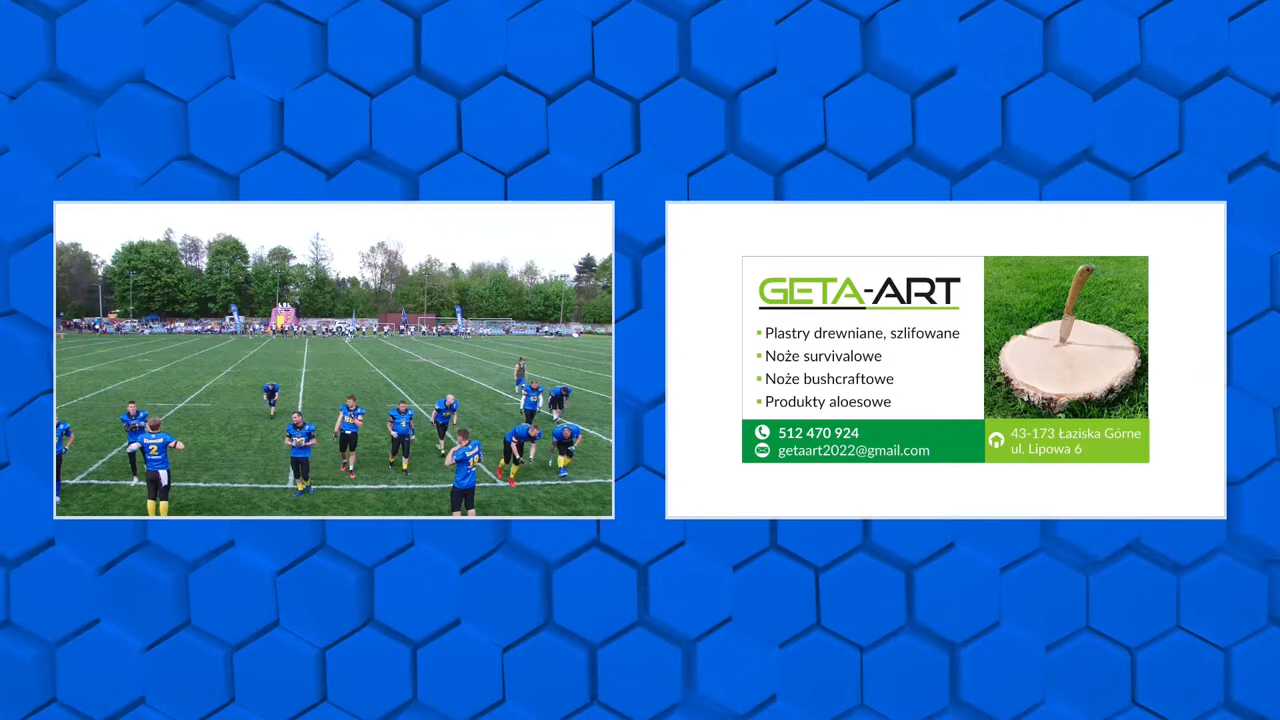 2
GETA-ART
Plastry drewniane, szlifowane
Noże survivalowe
Noże bushcraftowe
Produkty aloesowe
512 470 924
getaart2022@gmail.com
43-173 Łaziska Górne
ul. Lipowa 6